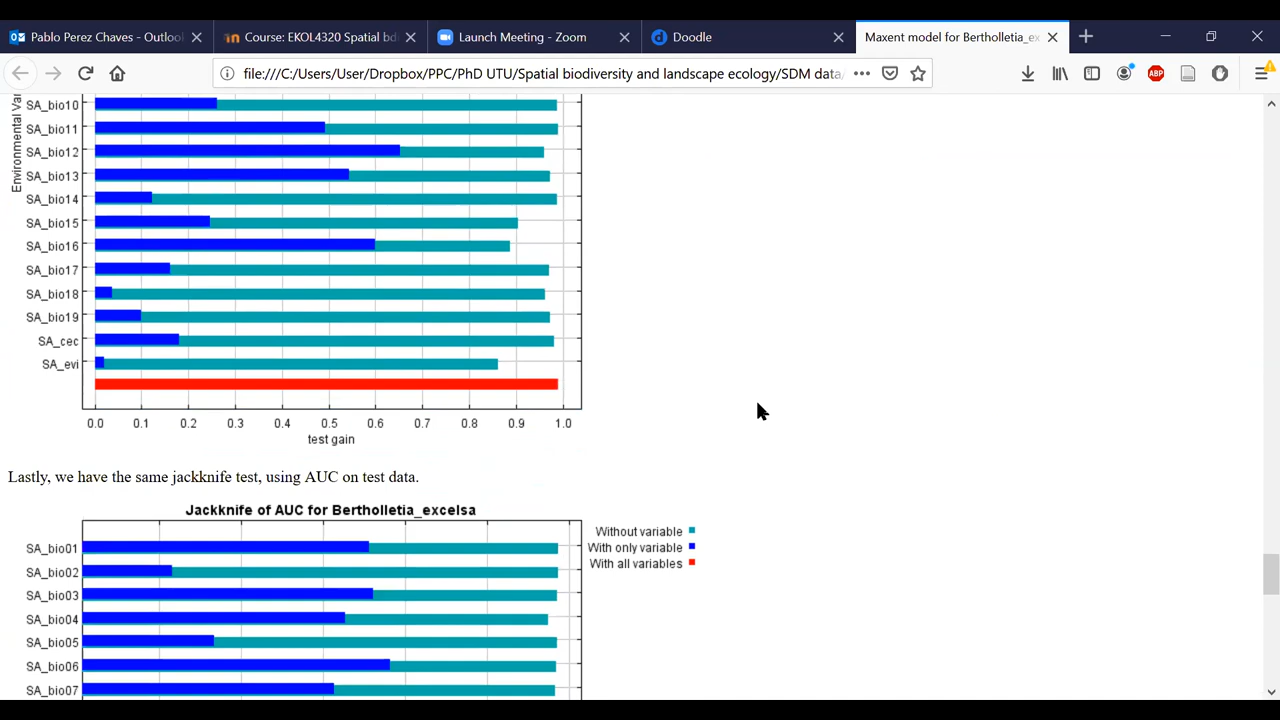 Pablo Perez Chaves - Outlook
Course: EKOL4320 Spatial bd
Launch Meeting - Zoom
Doodle
Maxent model for Bertholletia_ex
file:///C:/Users/User/Dropbox/PPC/PhD UTU/Spatial biodiversity and landscape ecology/SDM data/
ABP
Environmental Var
SA_bio10
SA_bio11
SA_bio12
SA_bio13
SA_bio14
SA_bio15
SA_bio16
SA_bio17
SA_bio18
SA_bio19
SA_cec
SA_evi
0.0 0.1 0.2 0.3 0.4 0.5 0.6 0.7 0.8 0.9 1.0
test gain
Lastly, we have the same jackknife test, using AUC on test data.
Jackknife of AUC for Bertholletia_excelsa
Without variable
With only variable
With all variables
SA_bio01
SA_bio02
SA_bio03
SA_bio04
SA_bio05
SA_bio06
SA_bio07